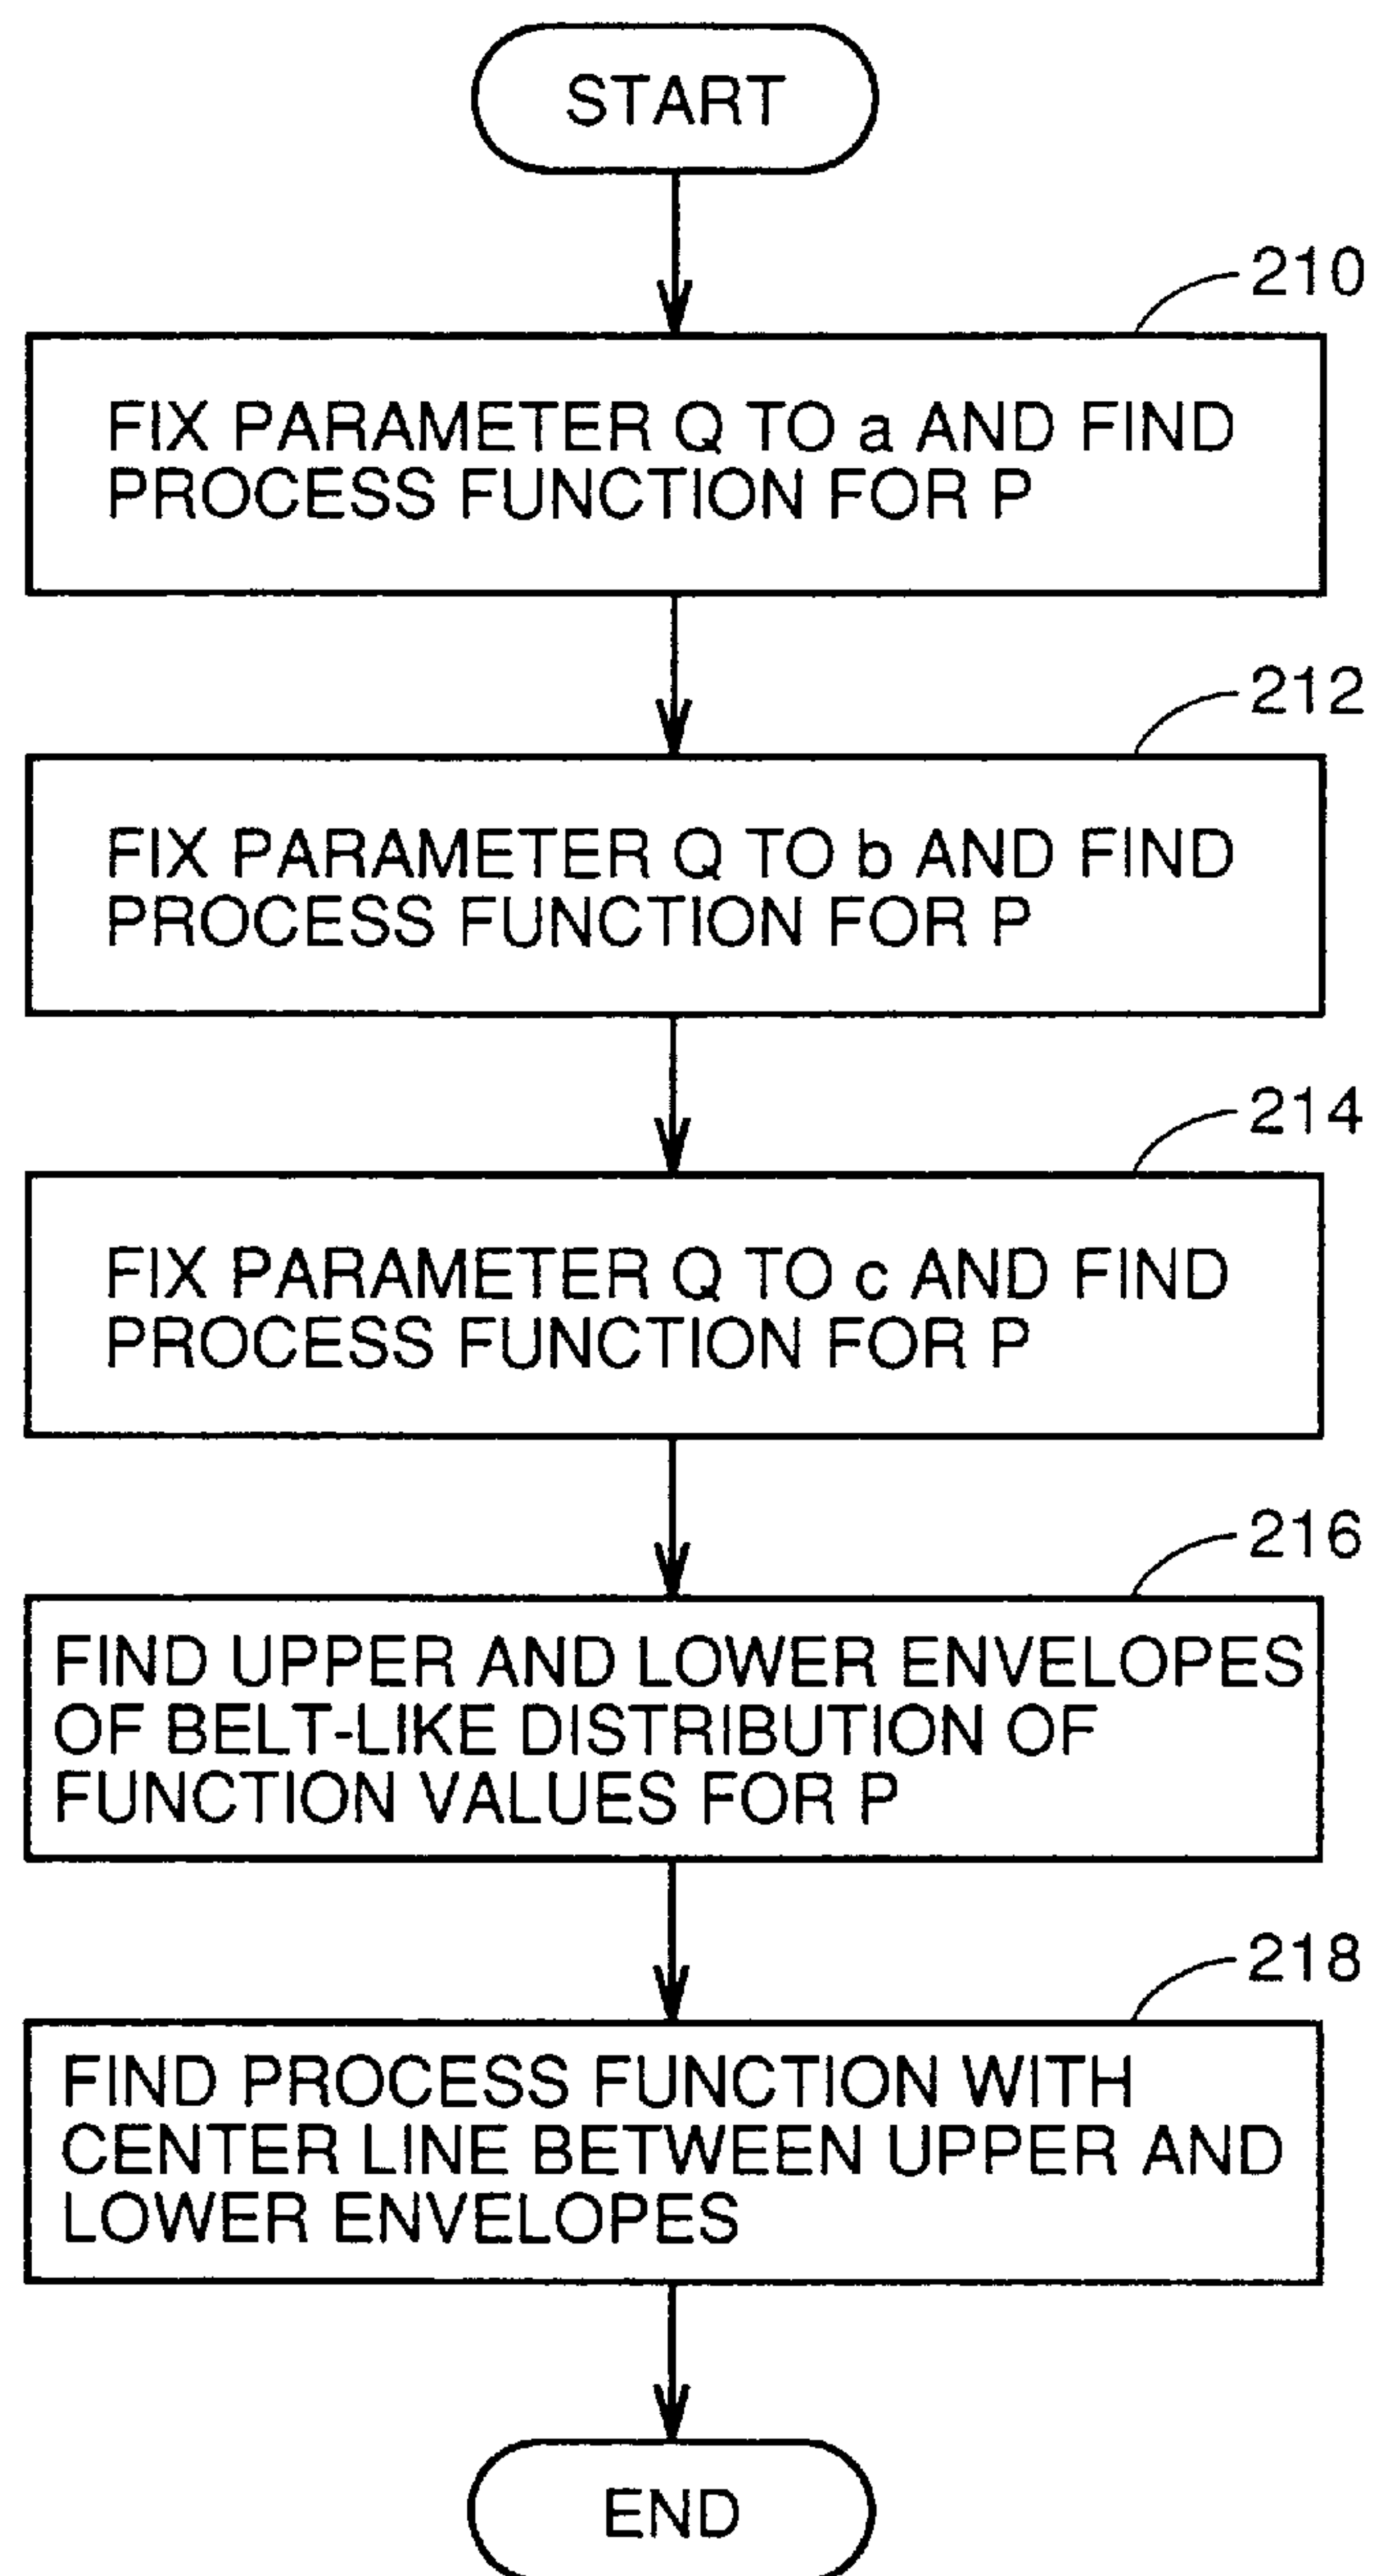 START
210
FIX PARAMETER Q TO a AND FIND
PROCESS FUNCTION FOR P
212
FIX PARAMETER Q TO b AND FIND
PROCESS FUNCTION FOR P
214
FIX PARAMETER Q TO c AND FIND
PROCESS FUNCTION FOR P
216
FIND UPPER AND LOWER ENVELOPES
OF BELT-LIKE DISTRIBUTION OF
FUNCTION VALUES FOR P
218
FIND PROCESS FUNCTION WITH
CENTER LINE BETWEEN UPPER AND
LOWER ENVELOPES
END